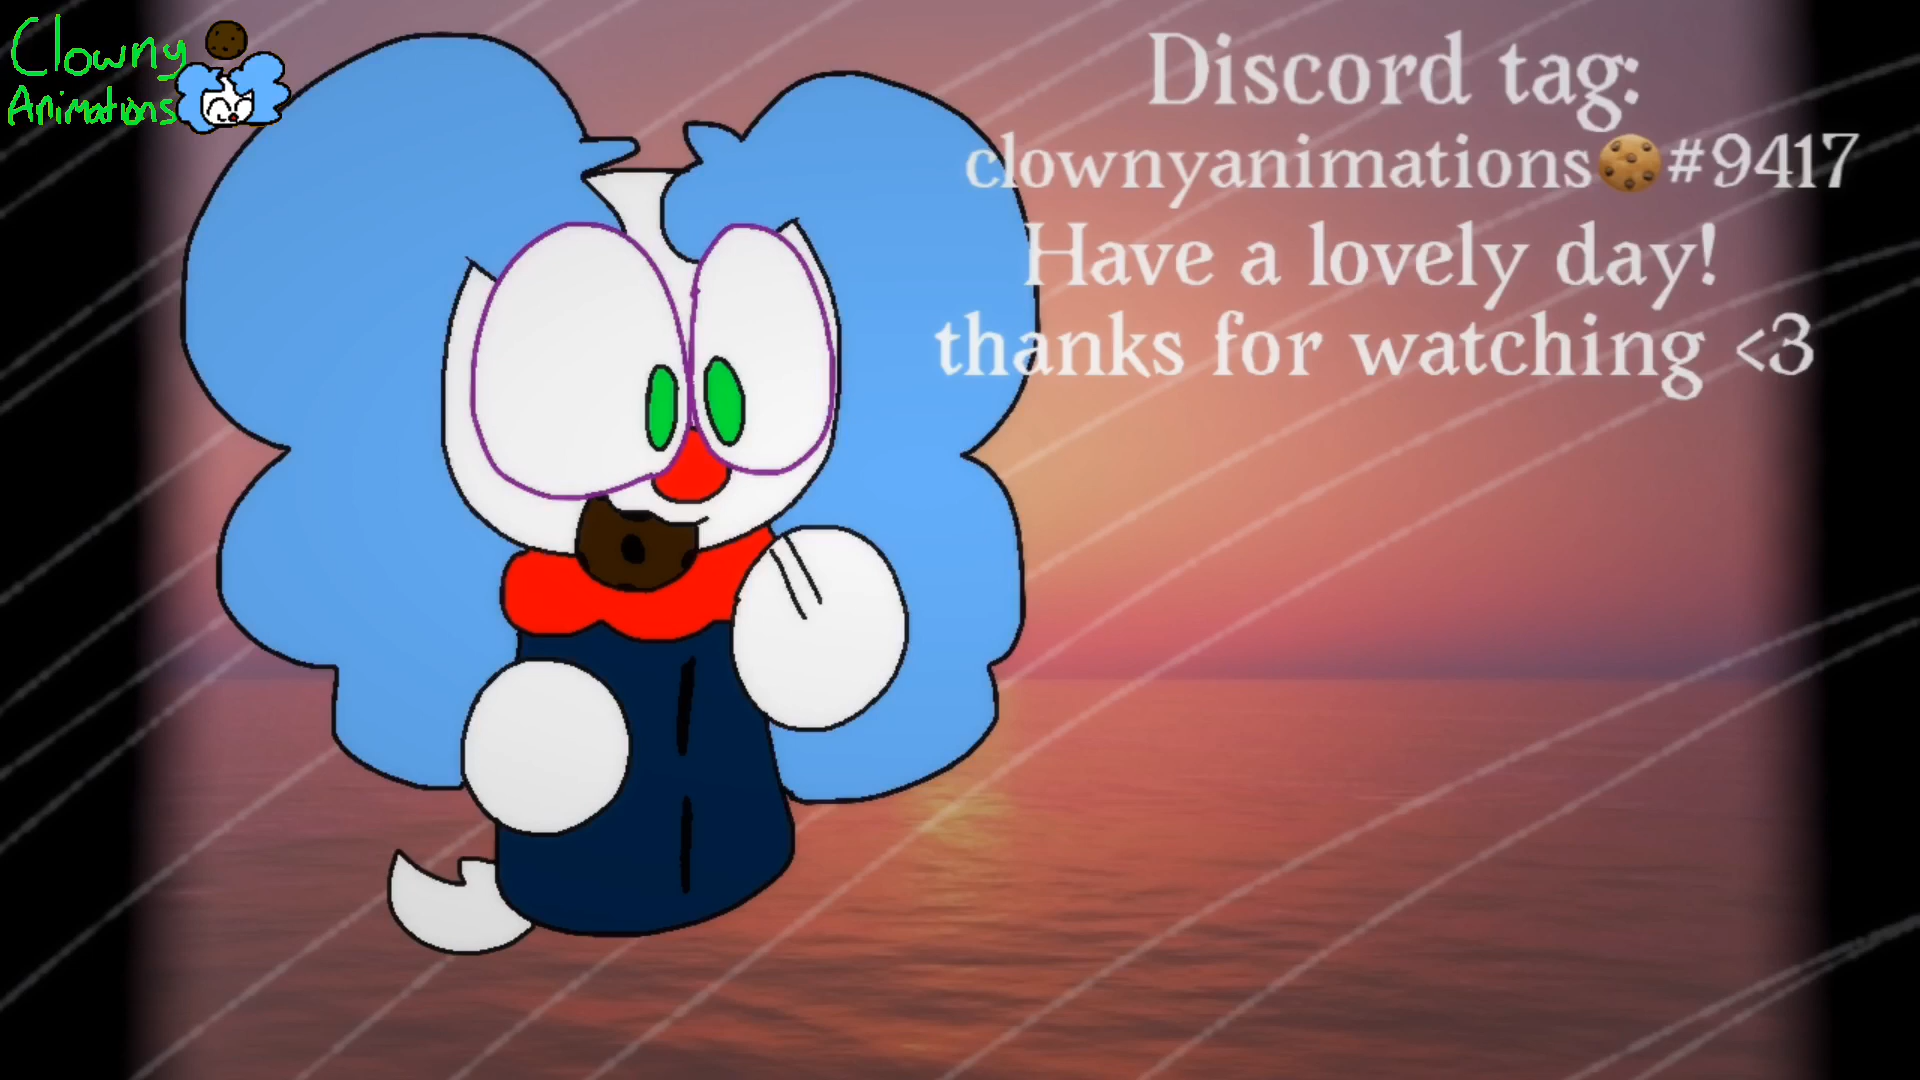 Clowny
Animations
Discord tag:
clownyanimations🍪#9417
Have a lovely day!
thanks for watching <3